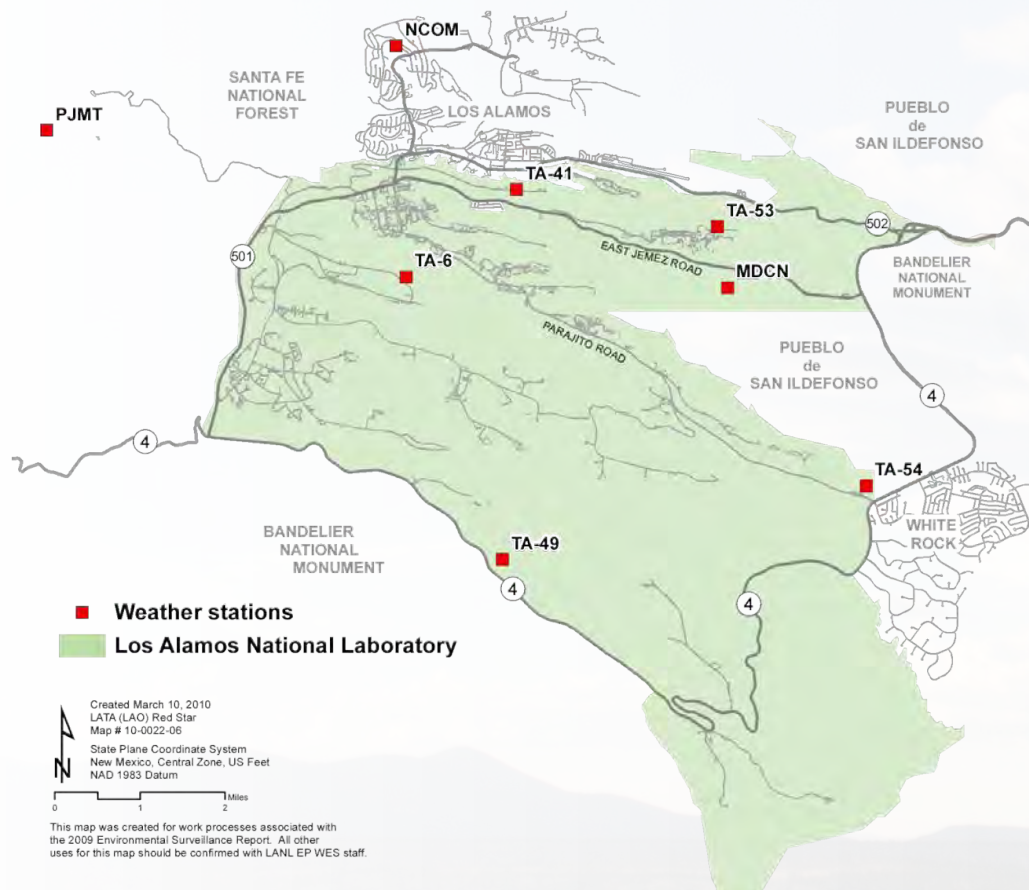 NCOM
SANTA FE
NATIONAL
FOREST
PJMT
LOS ALAMOS
PUEBLO
de
SAN ILDEFONSO
TA-41
TA-53
502
501
TA-6
EAST JEMEZ ROAD
MDCN
BANDELIER
NATIONAL
MONUMENT
PARAJITO ROAD
PUEBLO
de
SAN ILDEFONSO
4
4
TA-54
WHITE
ROCK
BANDELIER
NATIONAL
MONUMENT
TA-49
4
4
Weather stations
Los Alamos National Laboratory
Created March 10, 2010
LATA (LAO) Red Star
Map # 10-0022-06
State Plane Coordinate System
New Mexico, Central Zone, US Feet
NAD 1983 Datum
N
Miles
0 1 2
This map was created for work processes associated with
the 2009 Environmental Surveillance Report. All other
uses for this map should be confirmed with LANL EP WES staff.